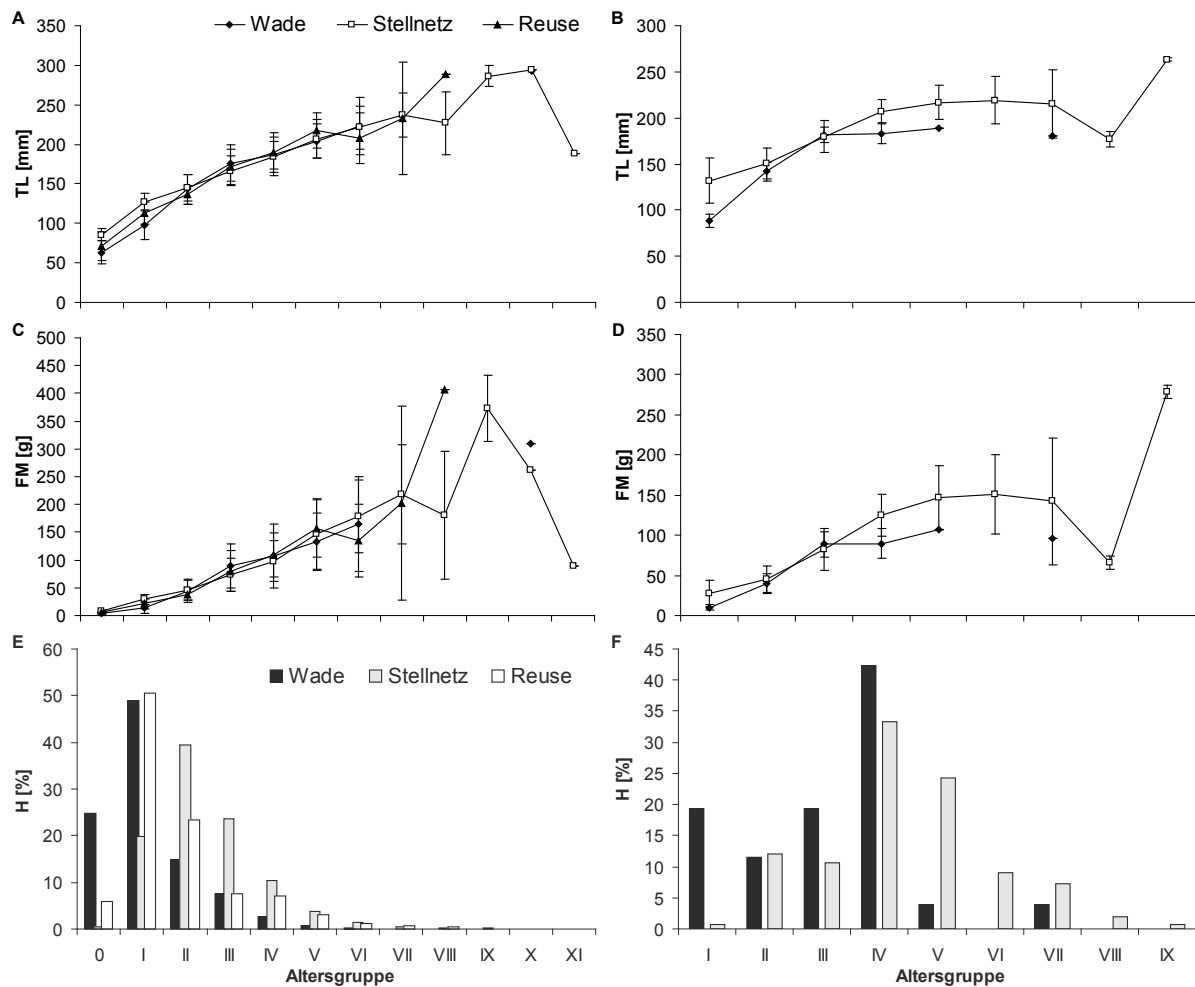 A
Wade Stellnetz Reuse
TL [mm]
350
300
250
200
150
100
50
0
B
TL [mm]
300
250
200
150
100
50
0
C
FM [g]
500
450
400
350
300
250
200
150
100
50
0
D
FM [g]
350
300
250
200
150
100
50
0
E
Wade Stellnetz Reuse
H [%]
60
50
40
30
20
10
0
0 I II III IV V VI VII VIII IX X XI
Altersgruppe
F
H [%]
45
40
35
30
25
20
15
10
5
0
I II III IV V VI VII VIII IX
Altersgruppe